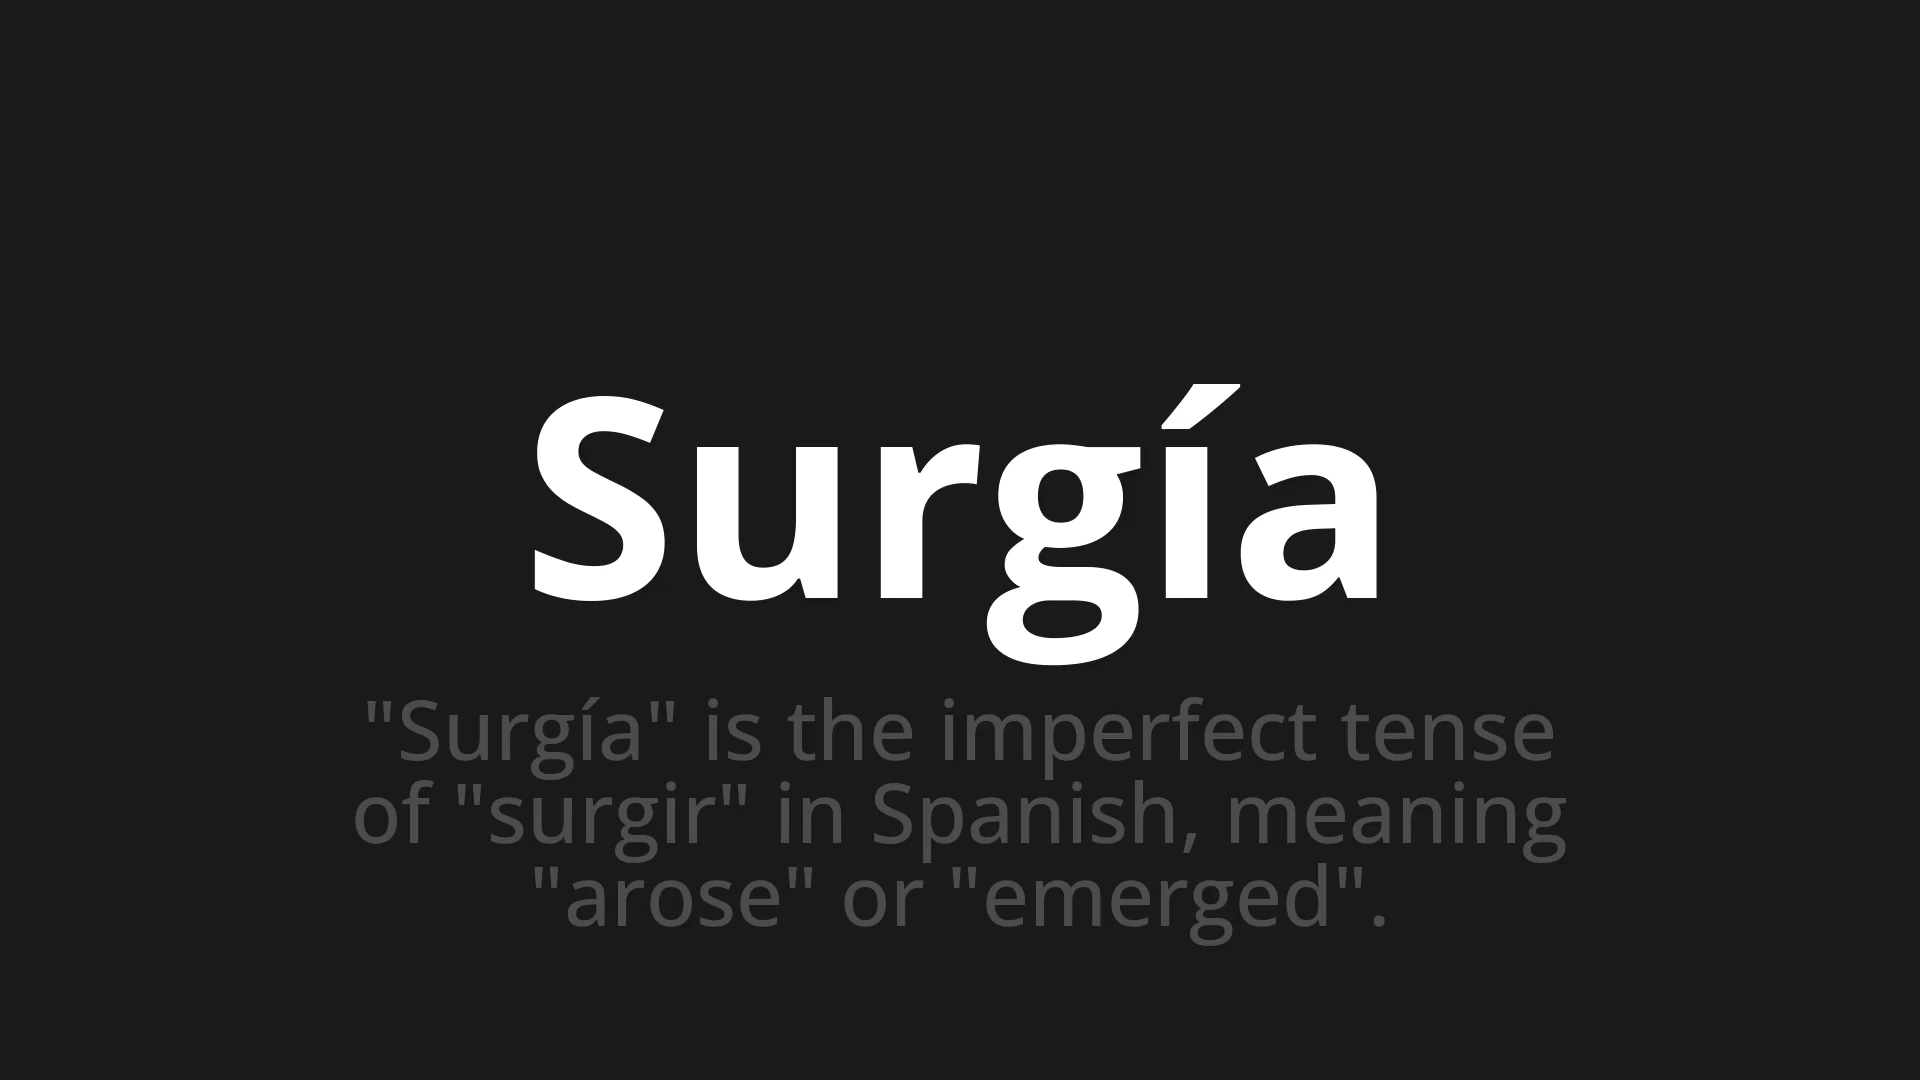 Surgía
"Surgía" is the imperfect tense
of "surgir" in Spanish, meaning
"arose" or "emerged".